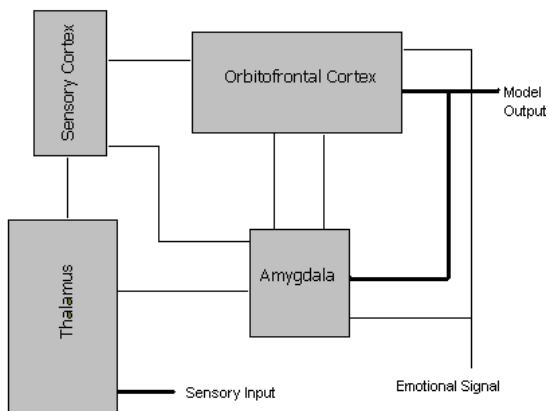 Sensory Cortex
Orbitofrontal Cortex
Model
Output
Amygdala
Thalamus
Sensory Input
Emotional Signal